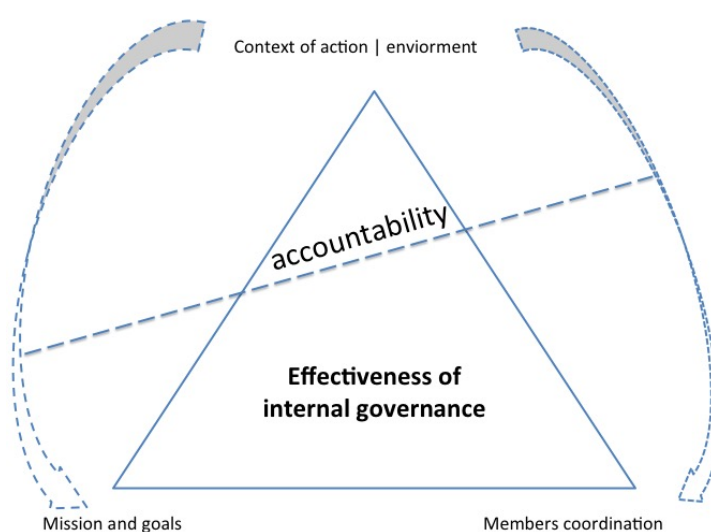 Context of action | enviorment
accountability
Effectiveness of
internal governance
Mission and goals
Members coordination